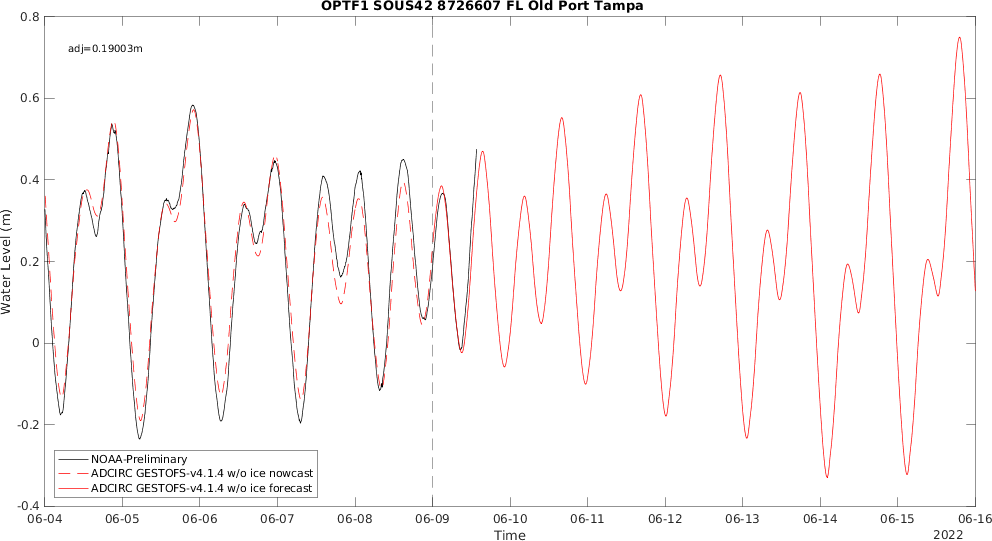 OPTF1 SOUS42 8726607 FL Old Port Tampa
adj=0.19003m
0.8
0.6
0.4
0.2
0
-0.2
-0.4
Water Level (m)
NOAA-Preliminary
ADCIRC GESTOFS-v4.1.4 w/o ice nowcast
ADCIRC GESTOFS-v4.1.4 w/o ice forecast
06-04 06-05 06-06 06-07 06-08 06-09 06-10 06-11 06-12 06-13 06-14 06-15 06-16
Time
2022